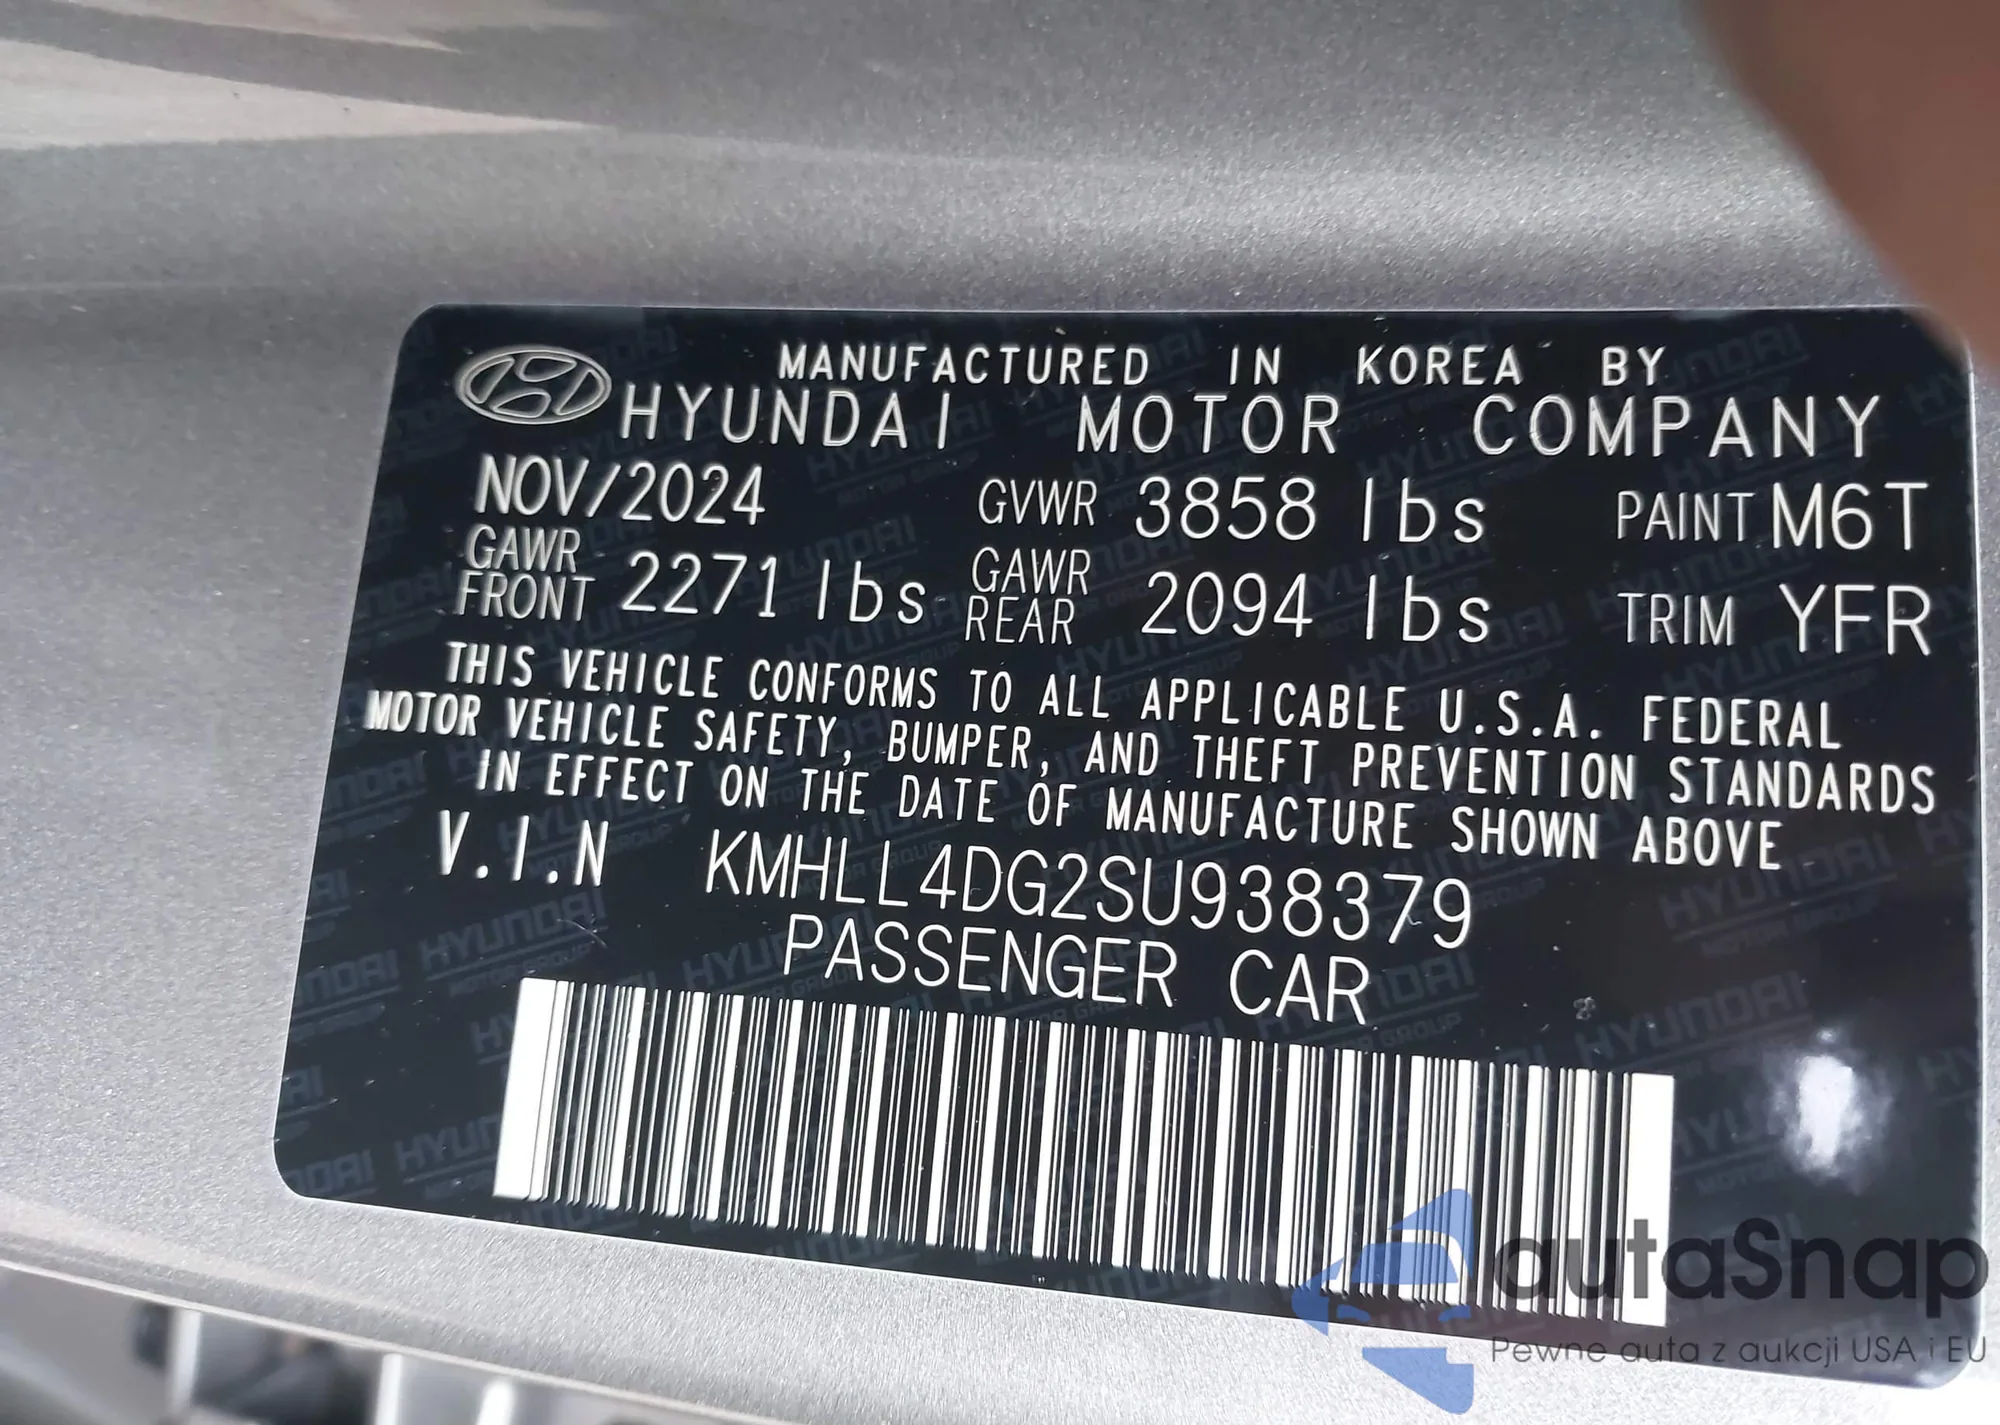 MANUFACTURED IN KOREA BY
HYUNDAI MOTOR COMPANY
NOV/2024 GVWR 3858 lbs PAINT M6T
GAWR FRONT 2271 lbs GAWR REAR 2094 lbs TRIM YFR
THIS VEHICLE CONFORMS TO ALL APPLICABLE U.S.A. FEDERAL
MOTOR VEHICLE SAFETY, BUMPER, AND THEFT PREVENTION STANDARDS
IN EFFECT ON THE DATE OF MANUFACTURE SHOWN ABOVE
V.I.N KMHLL4DG2SU938379
PASSENGER CAR
autaSnap
Pewne auta z aukcji USA i EU